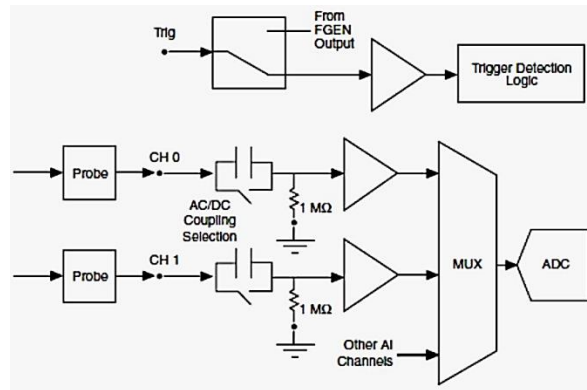 From
FGEN
Output
Trig
Trigger Detection
Logic
Probe
CH 0
AC/DC
Coupling
Selection
1 MΩ
Probe
CH 1
1 MΩ
MUX
ADC
Other AI
Channels